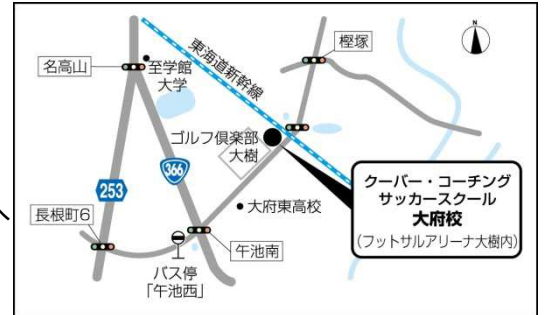 N
樫塚
東海道新幹線
名高山
至学館
大学
ゴルフ倶楽部
大樹
366
253
クーバー・コーチング
サッカースクール
大府校
(フットサルアリーナ大樹内)
長根町6
大府東高校
午池南
バス停
「午池西」